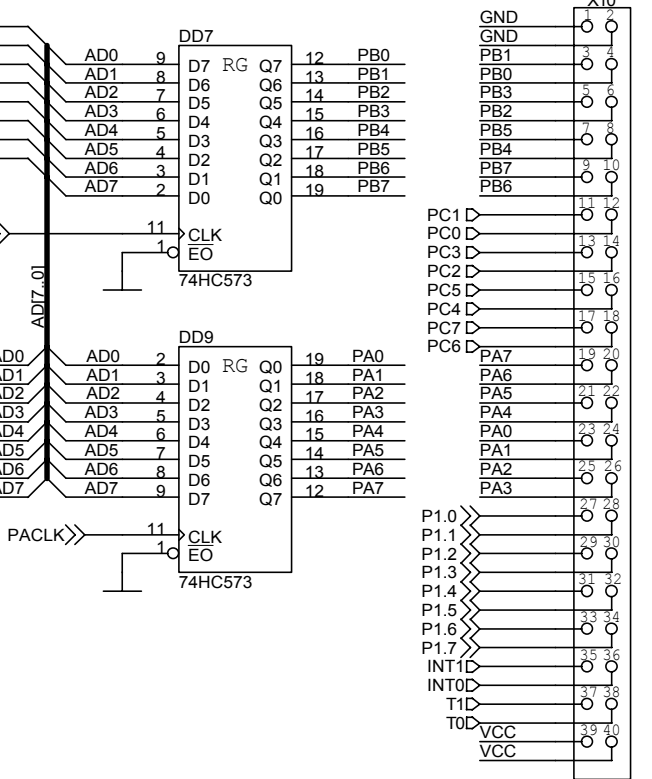 X10
DD7
AD0 9 D7 RG Q7 12 PB0
AD1 8 D6 Q6 13 PB1
AD2 7 D5 Q5 14 PB2
AD3 6 D4 Q4 15 PB3
AD4 5 D3 Q3 16 PB4
AD5 4 D2 Q2 17 PB5
AD6 3 D1 Q1 18 PB6
AD7 2 D0 Q0 19 PB7
11 CLK
1 EO
74HC573
AD[7..0]
DD9
AD0 AD0 2 D0 RG Q0 19 PA0
AD1 AD1 3 D1 Q1 18 PA1
AD2 AD2 4 D2 Q2 17 PA2
AD3 AD3 5 D3 Q3 16 PA3
AD4 AD4 6 D4 Q4 15 PA4
AD5 AD5 7 D5 Q5 14 PA5
AD6 AD6 8 D6 Q6 13 PA6
AD7 AD7 9 D7 Q7 12 PA7
PACLK 11 CLK
1 EO
74HC573
GND 1 2
GND
PB1 3 4
PB0
PB3 5 6
PB2
PB5 7 8
PB4
PB7 9 10
PB6
PC1 11 12
PC0
PC3 13 14
PC2
PC5 15 16
PC4
PC7 17 18
PC6
PA7 19 20
PA6
PA5 21 22
PA4
PA0 23 24
PA1
PA2 25 26
PA3
P1.0 27 28
P1.1
P1.2 29 30
P1.3
P1.4 31 32
P1.5
P1.6 33 34
P1.7
INT1 35 36
INT0
T1 37 38
T0
VCC 39 40
VCC